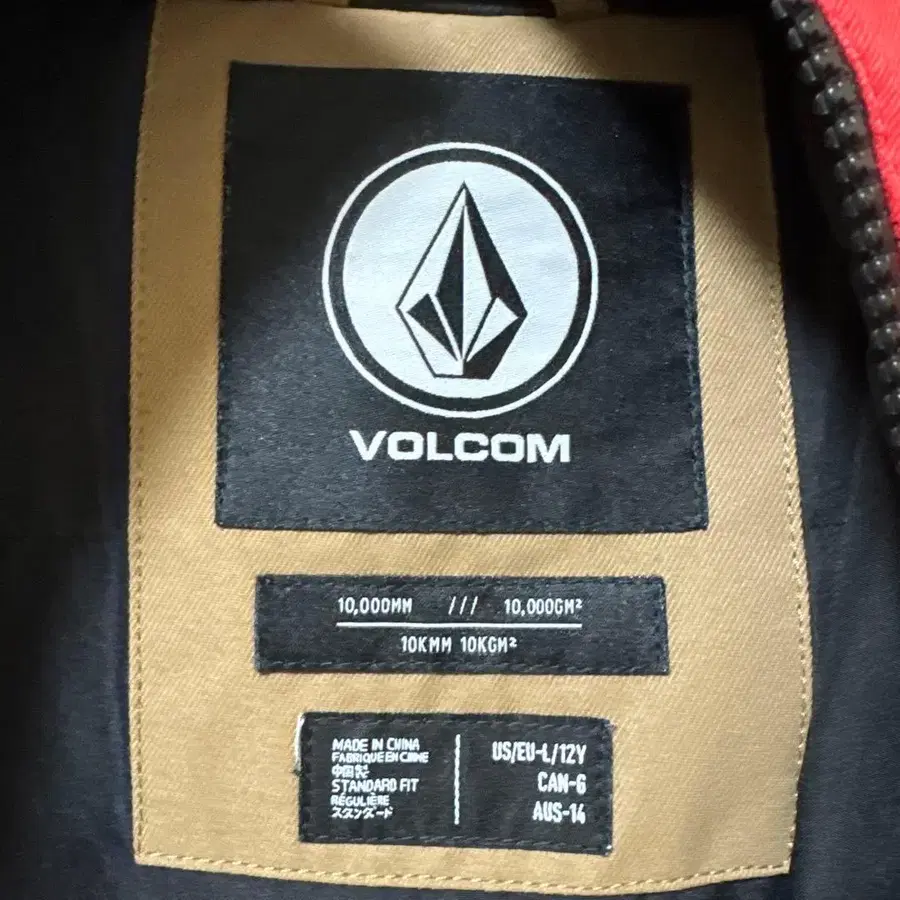 VOLCOM
10,000MM /// 10,000GM²
10KMM 10KGM²
MADE IN CHINA
FABRIQUE EN CHINE
中国製
STANDARD FIT
RÉGULIÈRE
スタンダード
US/EU-L/12Y
CAN-G
AUS-14